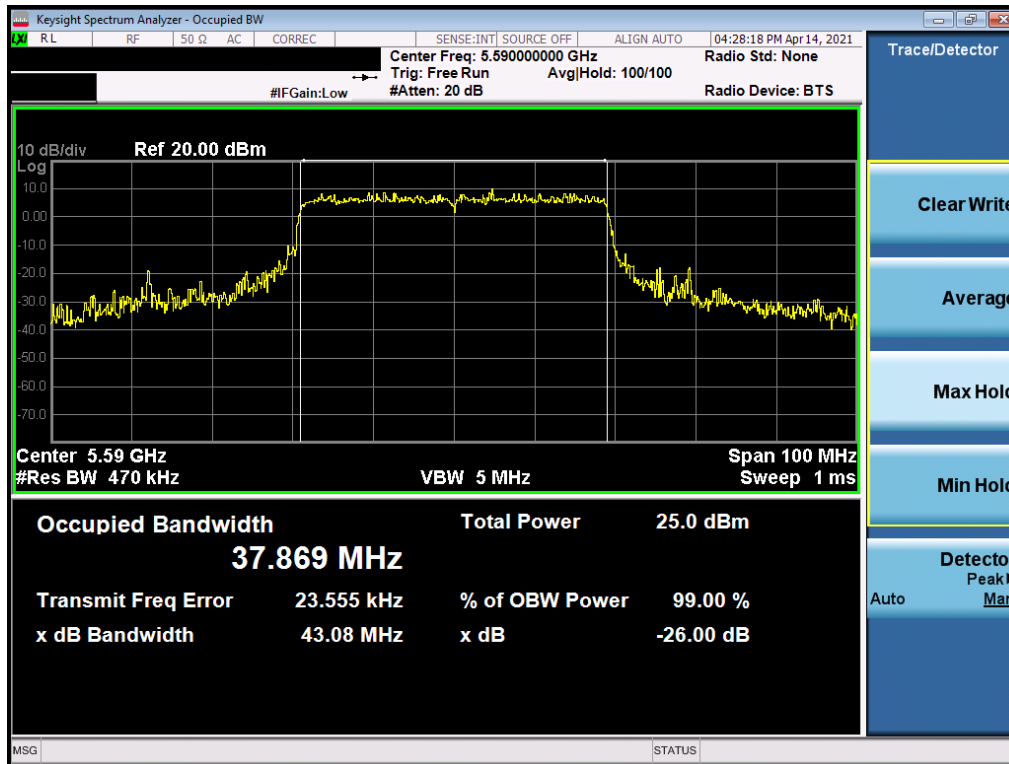 Keysight Spectrum Analyzer - Occupied BW
LXI RL RF 50 Ω AC CORREC SENSE:INT SOURCE OFF ALIGN AUTO 04:28:18 PM Apr 14, 2021
Center Freq: 5.590000000 GHz Radio Std: None
Trig: Free Run Avg|Hold: 100/100
#IFGain:Low #Atten: 20 dB Radio Device: BTS
Trace/Detector
10 dB/div Ref 20.00 dBm
Log
10.0
0.00
-10.0
-20.0
-30.0
-40.0
-50.0
-60.0
-70.0
Center 5.59 GHz Span 100 MHz
#Res BW 470 kHz VBW 5 MHz Sweep 1 ms
Occupied Bandwidth Total Power 25.0 dBm
37.869 MHz
Transmit Freq Error 23.555 kHz % of OBW Power 99.00 %
x dB Bandwidth 43.08 MHz x dB -26.00 dB
Clear Write
Average
Max Hold
Min Hold
Detecto
Peak
Auto Man
MSG STATUS